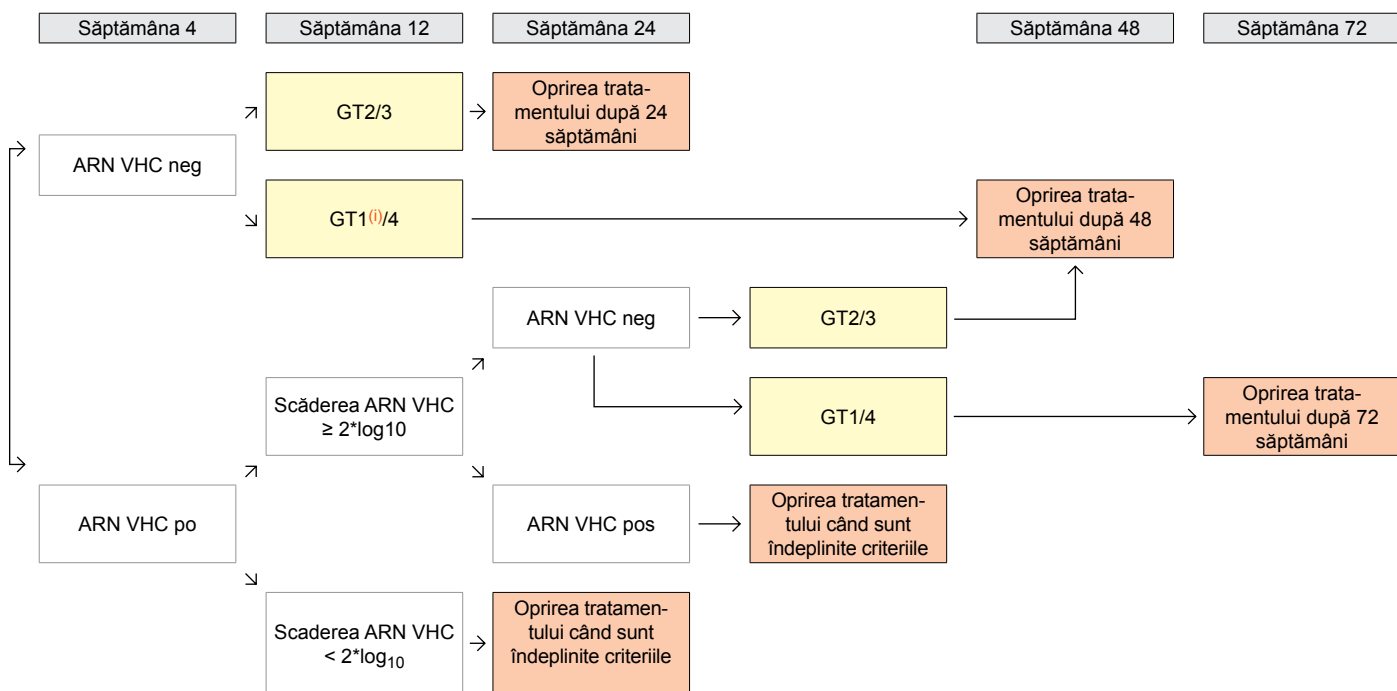 Săptămâna 4
Săptămâna 12
Săptămâna 24
Săptămâna 48
Săptămâna 72
GT2/3
Oprirea trata-
mentului după 24
săptămâni
ARN VHC neg
GT1(i)/4
Oprirea trata-
mentului după 48
săptămâni
ARN VHC neg
GT2/3
Scăderea ARN VHC
≥ 2*log10
GT1/4
Oprirea trata-
mentului după 72
săptămâni
ARN VHC po
ARN VHC pos
Oprirea tratamen-
tului când sunt
îndeplinite criteriile
Scaderea ARN VHC
< 2*log10
Oprirea tratamen-
tului când sunt
îndeplinite criteriile